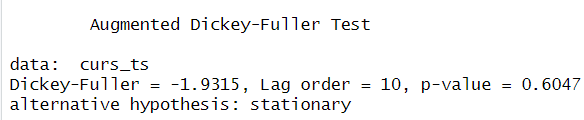 Augmented Dickey-Fuller Test
data:  curs_ts
Dickey-Fuller = -1.9315, Lag order = 10, p-value = 0.6047
alternative hypothesis: stationary